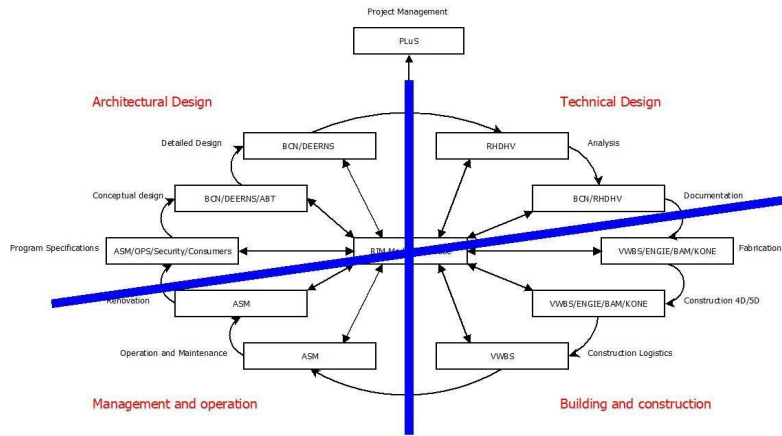 Project Management
PLuS
Architectural Design
Technical Design
Detailed Design
BCN/DEERNS
RHDHV
Analysis
Conceptual design
BCN/DEERNS/ABT
BCN/RHDHV
Documentation
Program Specifications
ASM/OPS/Security/Consumers
BIM
VWBS/ENGIE/BAM/KONE
Fabrication
Renovation
ASM
VWBS/ENGIE/BAM/KONE
Construction 4D/5D
Operation and Maintenance
ASM
VWBS
Construction Logistics
Management and operation
Building and construction